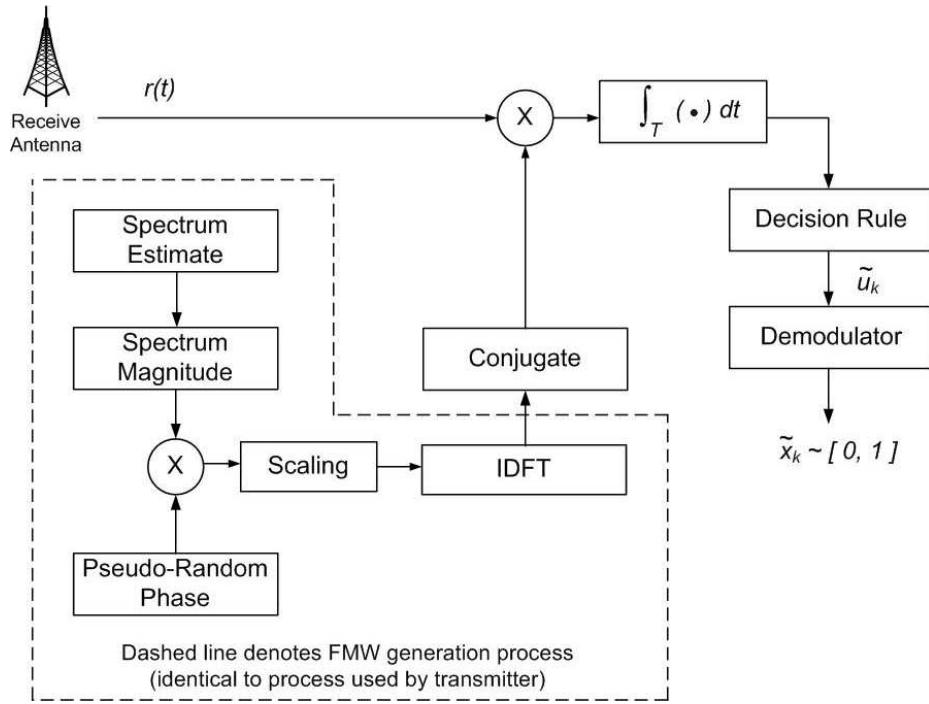 r(t)
Receive
Antenna
X
∫T (•) dt
Spectrum
Estimate
Decision Rule
ũk
Spectrum
Magnitude
Conjugate
Demodulator
X
Scaling
IDFT
x̃k ~ [ 0, 1 ]
Pseudo-Random
Phase
Dashed line denotes FMW generation process
(identical to process used by transmitter)